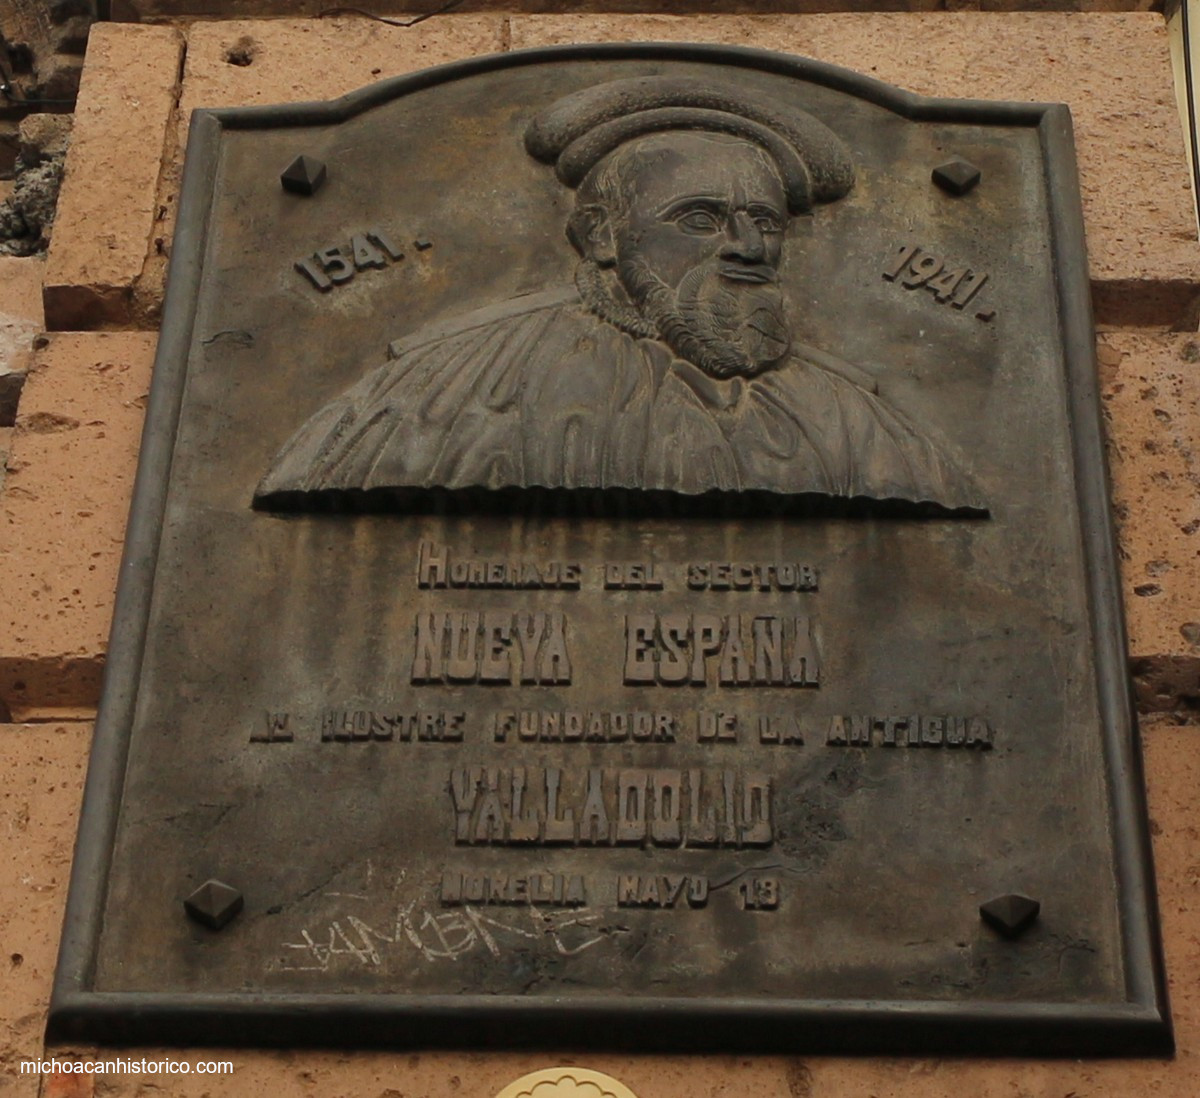 1541.
1941.
HOMENAJE DEL SECTOR
NUEVA ESPAÑA
AL ILUSTRE FUNDADOR DE LA ANTIGUA
VALLADOLID
MORELIA MAYO 18
michoacanhistorico.com